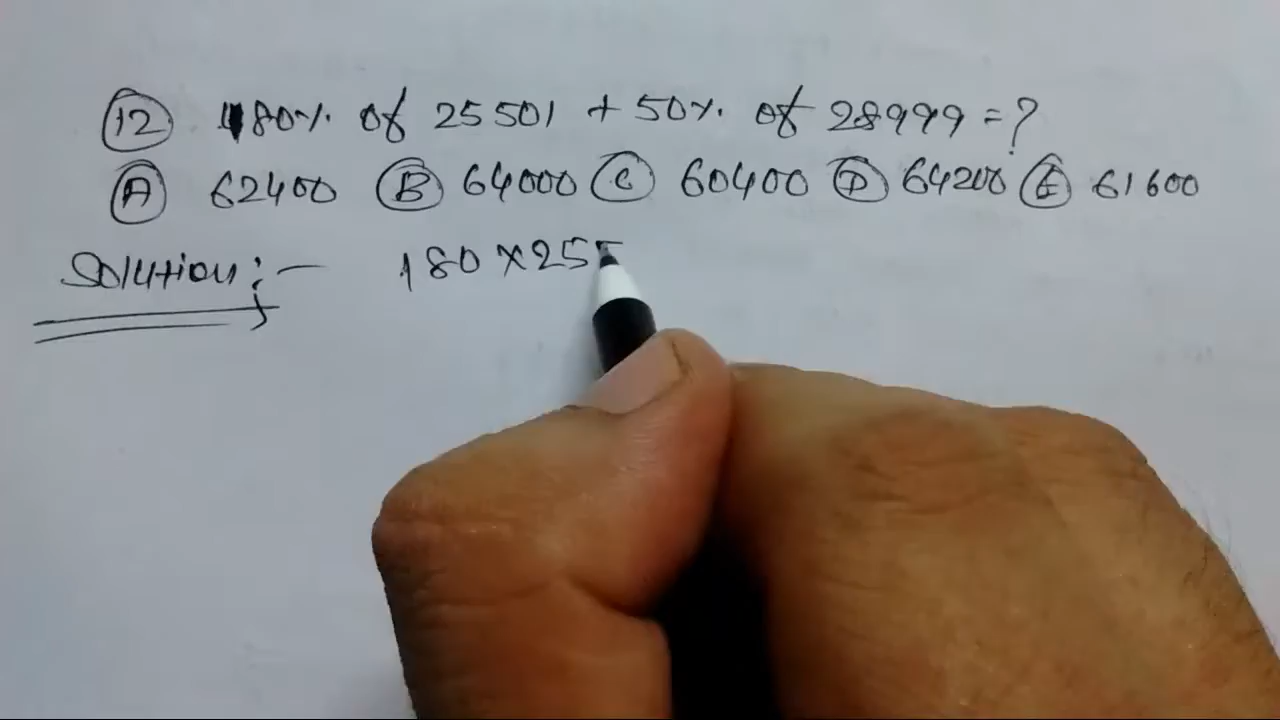 12 180% of 25501 + 50% of 28999 = ?
A 62400 B 64000 C 60400 D 64200 E 61600
Solution:- 180 × 255